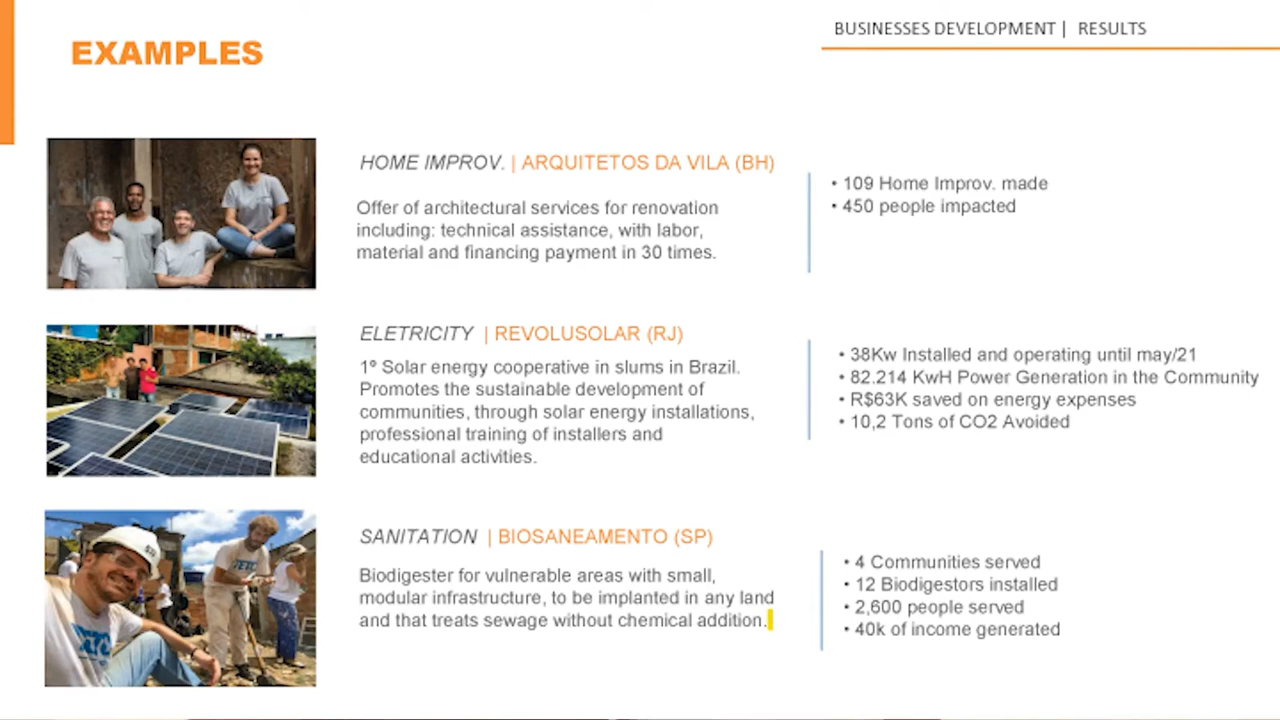 BUSINESSES DEVELOPMENT | RESULTS
EXAMPLES
HOME IMPROV. | ARQUITETOS DA VILA (BH)
Offer of architectural services for renovation
including: technical assistance, with labor,
material and financing payment in 30 times.
• 109 Home Improv. made
• 450 people impacted
ELETRICITY | REVOLUSOLAR (RJ)
1º Solar energy cooperative in slums in Brazil.
Promotes the sustainable development of
communities, through solar energy installations,
professional training of installers and
educational activities.
• 38Kw Installed and operating until may/21
• 82.214 KwH Power Generation in the Community
• R$63K saved on energy expenses
• 10,2 Tons of CO2 Avoided
SANITATION | BIOSANEAMENTO (SP)
Biodigester for vulnerable areas with small,
modular infrastructure, to be implanted in any land
and that treats sewage without chemical addition.
• 4 Communities served
• 12 Biodigestors installed
• 2,600 people served
• 40k of income generated